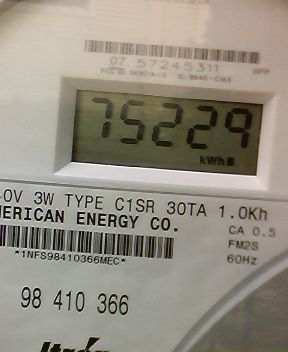 07 57245311
75229
kWh
0V 3W TYPE C1SR 30TA 1.0Kh
MERICAN ENERGY CO.
CA 0.5
FM2S
60Hz
*1NFS98410366MEC*
98 410 366
Itron